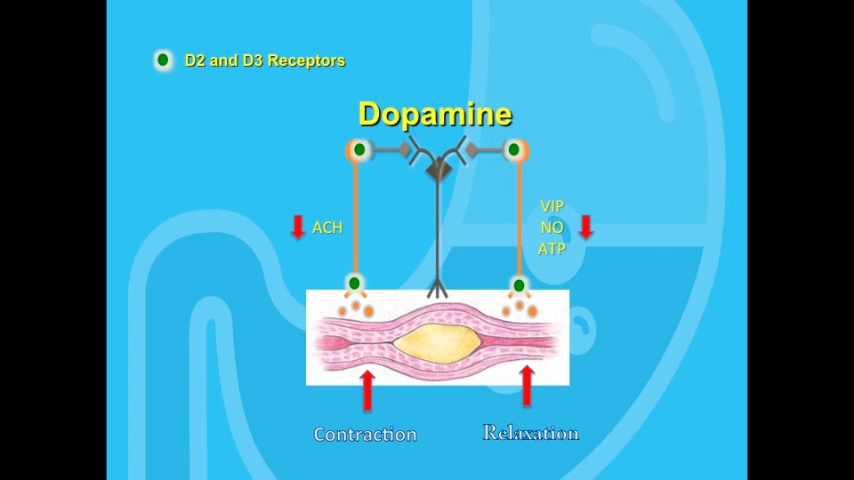 D2 and D3 Receptors
Dopamine
ACH
VIP
NO
ATP
Contraction
Relaxation